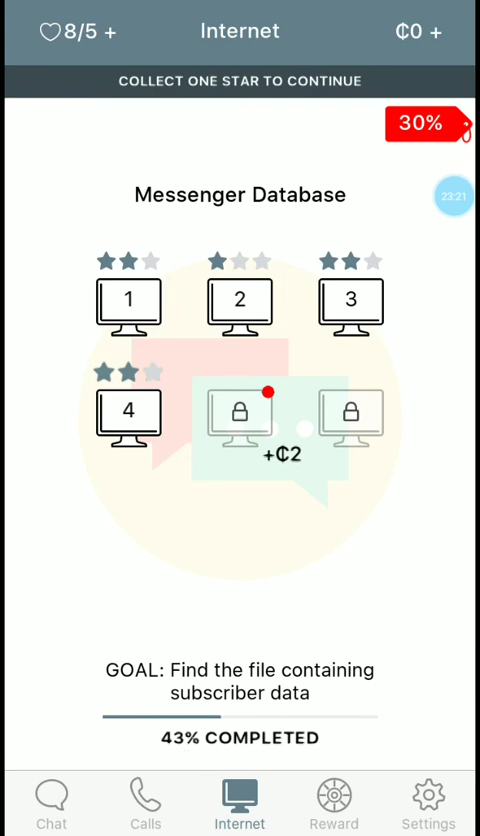 8/5 +
Internet
₵0 +
COLLECT ONE STAR TO CONTINUE
30%
Messenger Database
23:21
1
2
3
4
+₵2
GOAL: Find the file containing
subscriber data
43% COMPLETED
Chat
Calls
Internet
Reward
Settings